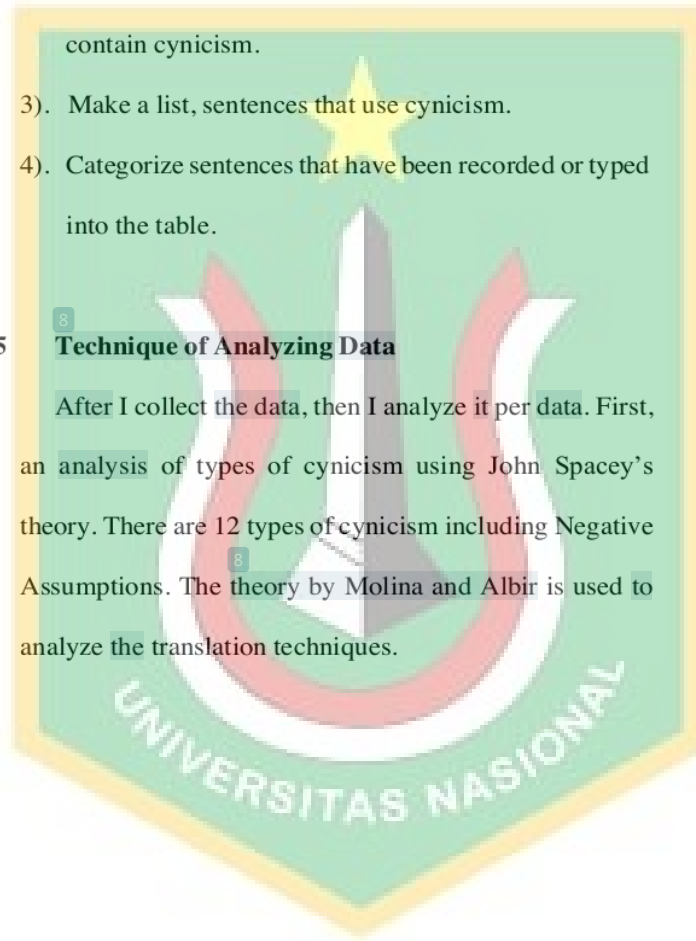 contain cynicism.
3). Make a list, sentences that use cynicism.
4). Categorize sentences that have been recorded or typed
into the table.
8
5 Technique of Analyzing Data
After I collect the data, then I analyze it per data. First,
an analysis of types of cynicism using John Spacey's
theory. There are 12 types of cynicism including Negative
8
Assumptions. The theory by Molina and Albir is used to
analyze the translation techniques.
UNIVERSITAS NASIONAL